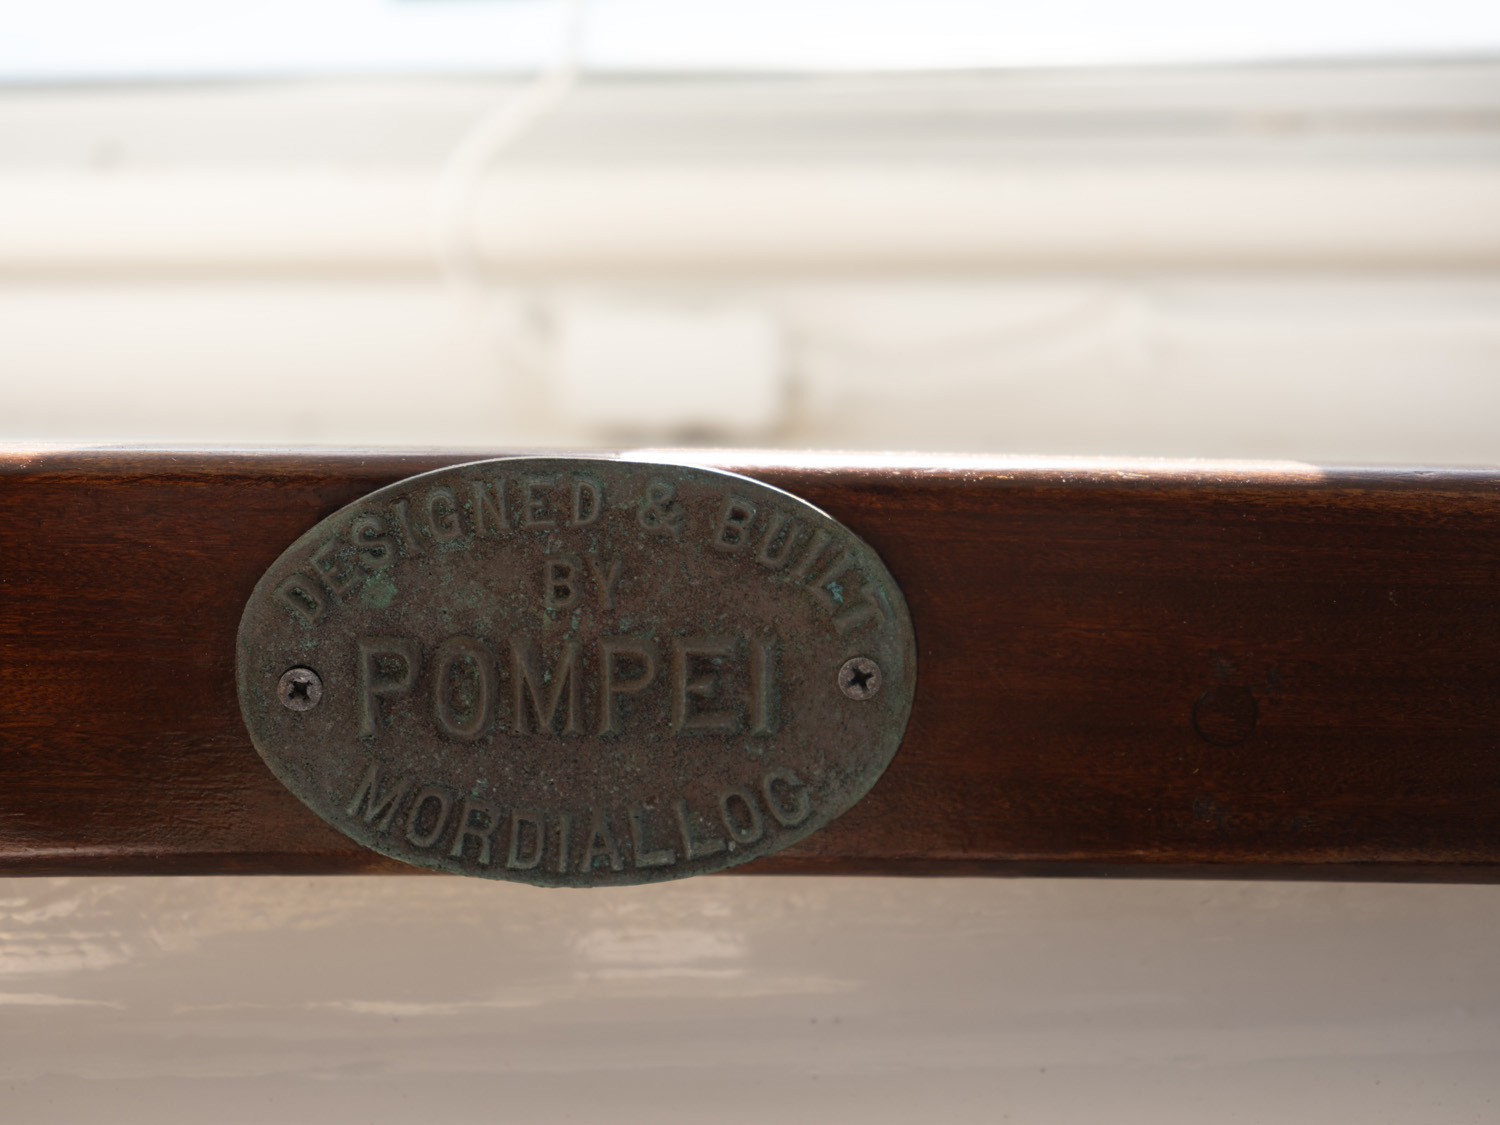 DESIGNED & BUILT
BY
POMPEI
MORDIALLOC